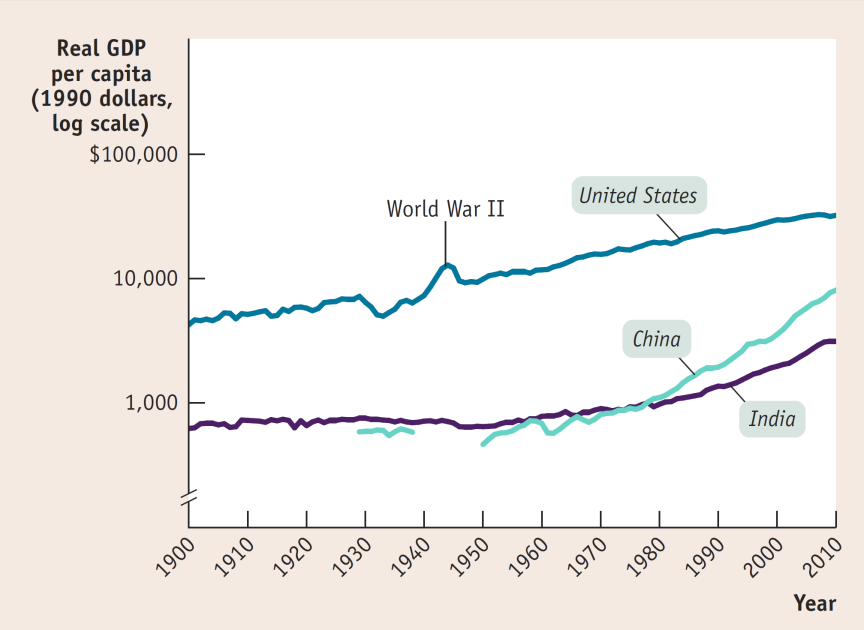 Real GDP
per capita
(1990 dollars,
log scale)
$100,000
10,000
1,000
World War II
United States
China
India
1900 1910 1920 1930 1940 1950 1960 1970 1980 1990 2000 2010
Year